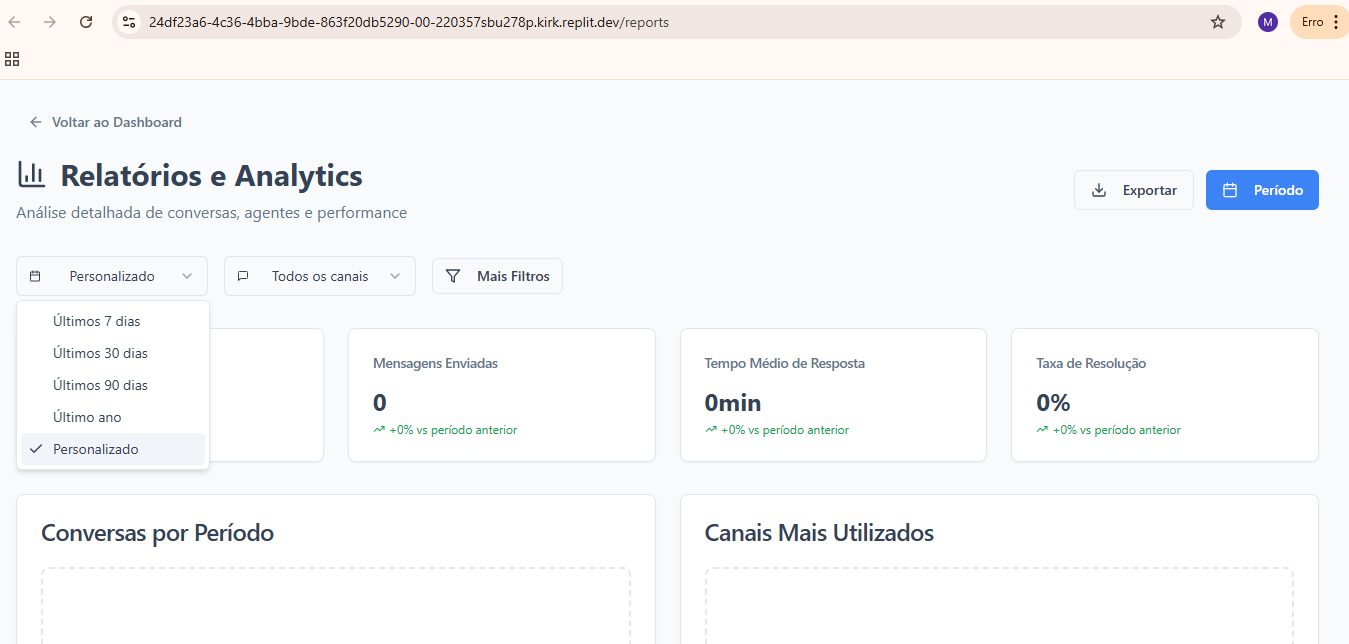 24df23a6-4c36-4bba-9bde-863f20db5290-00-220357sbu278p.kirk.replit.dev/reports
M
Erro
Voltar ao Dashboard
Relatórios e Analytics
Análise detalhada de conversas, agentes e performance
Exportar
Período
Personalizado
Todos os canais
Mais Filtros
Últimos 7 dias
Últimos 30 dias
Últimos 90 dias
Último ano
Personalizado
Mensagens Enviadas
0
+0% vs período anterior
Tempo Médio de Resposta
0min
+0% vs período anterior
Taxa de Resolução
0%
+0% vs período anterior
Conversas por Período
Canais Mais Utilizados